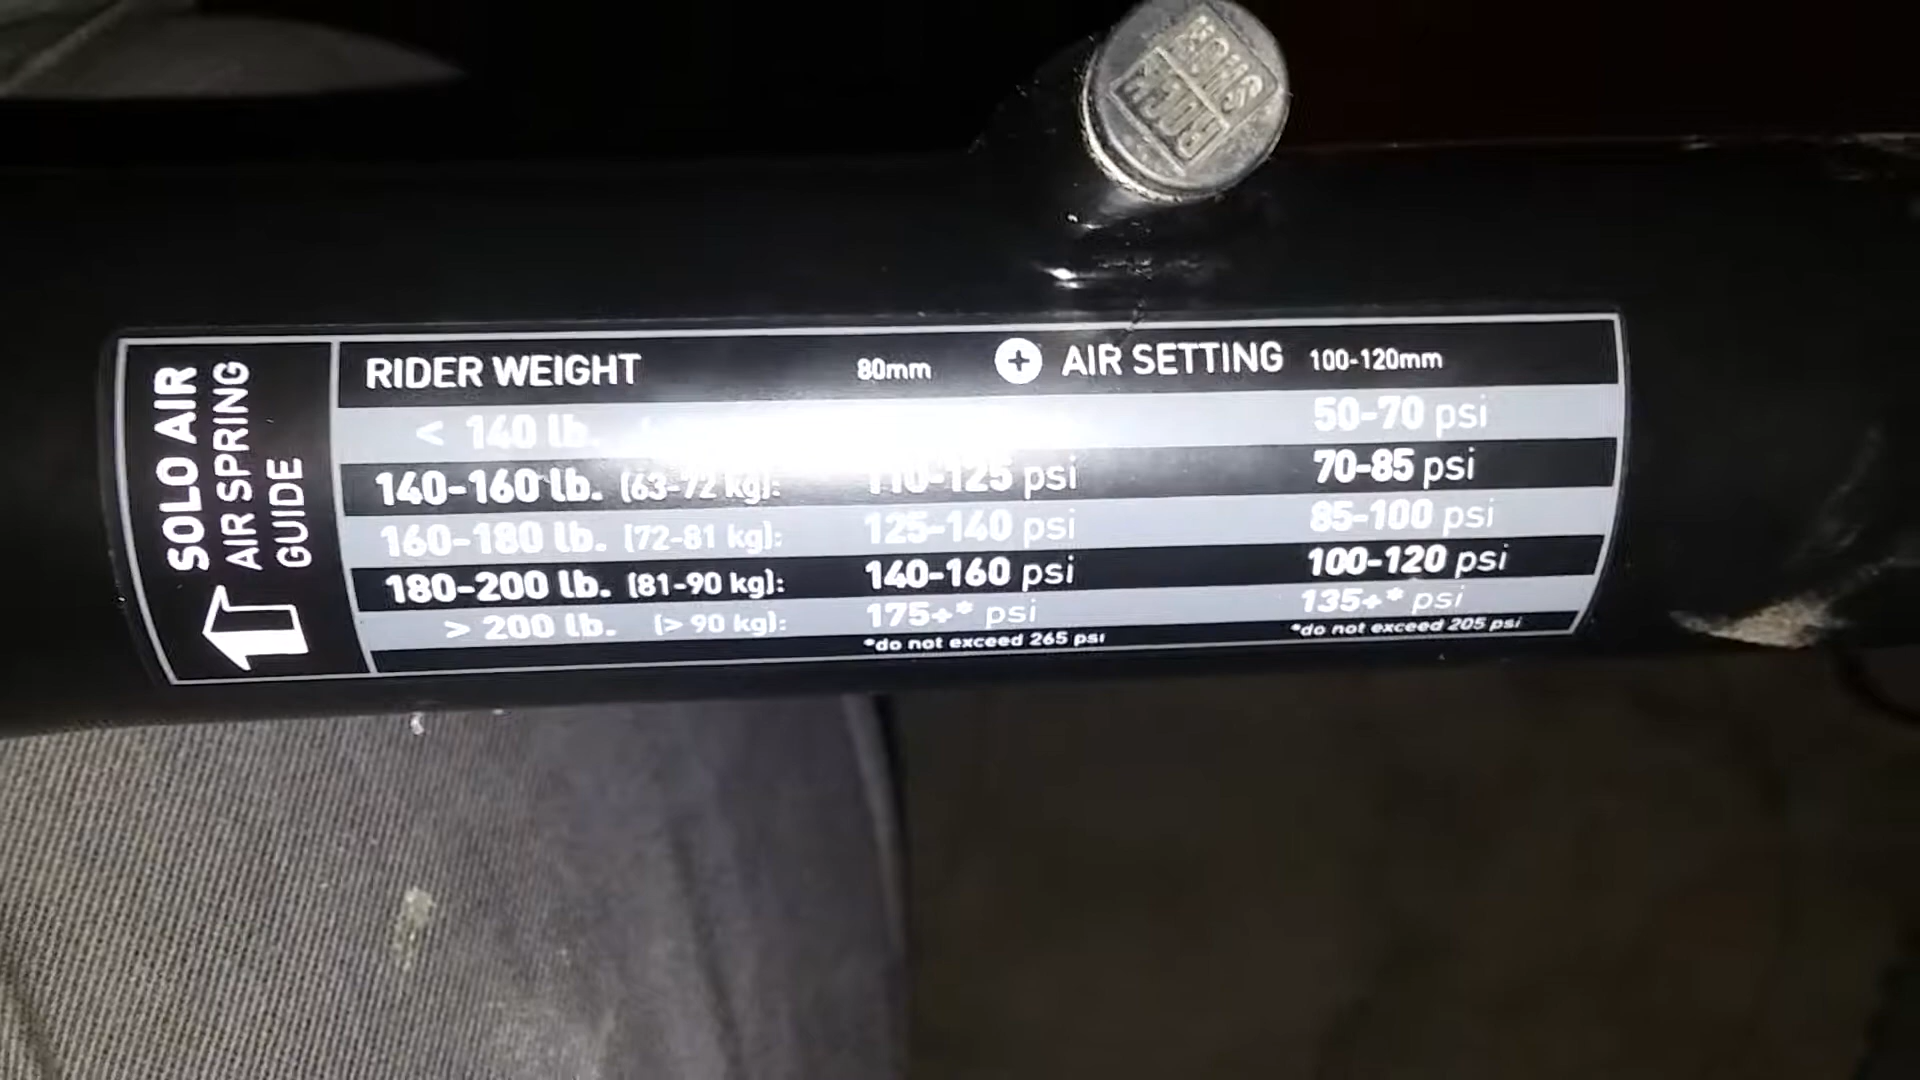 ROCK
SHOX
SOLO AIR
AIR SPRING
GUIDE
RIDER WEIGHT 80mm + AIR SETTING 100-120mm
< 140 lb. 50-70 psi
140-160 lb. (63-72 kg): 110-125 psi 70-85 psi
160-180 lb. (72-81 kg): 125-140 psi 85-100 psi
180-200 lb. (81-90 kg): 140-160 psi 100-120 psi
> 200 lb. (> 90 kg): 175+* psi 135+* psi
*do not exceed 265 psi *do not exceed 205 psi